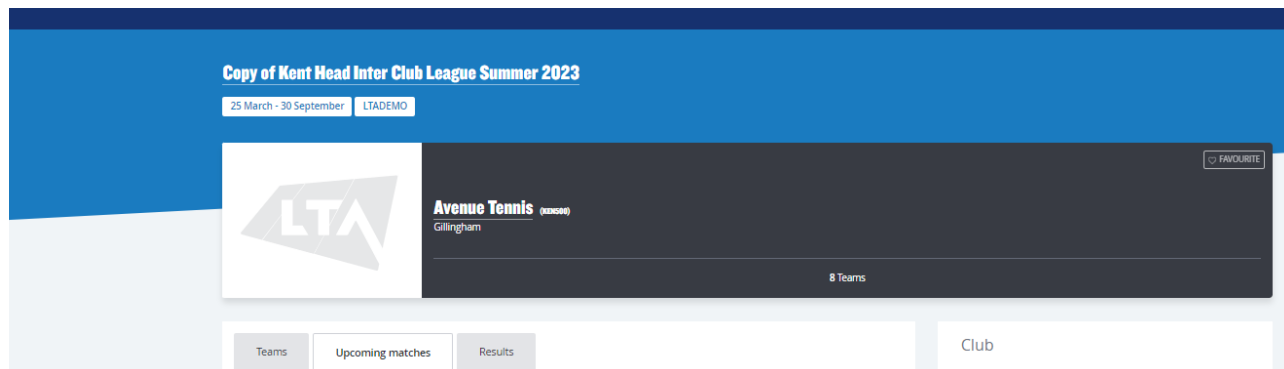 Copy of Kent Head Inter Club League Summer 2023
25 March - 30 September LTADEMO
FAVOURITE
LTA
Avenue Tennis (KEN500)
Gillingham
8 Teams
Teams Upcoming matches Results
Club